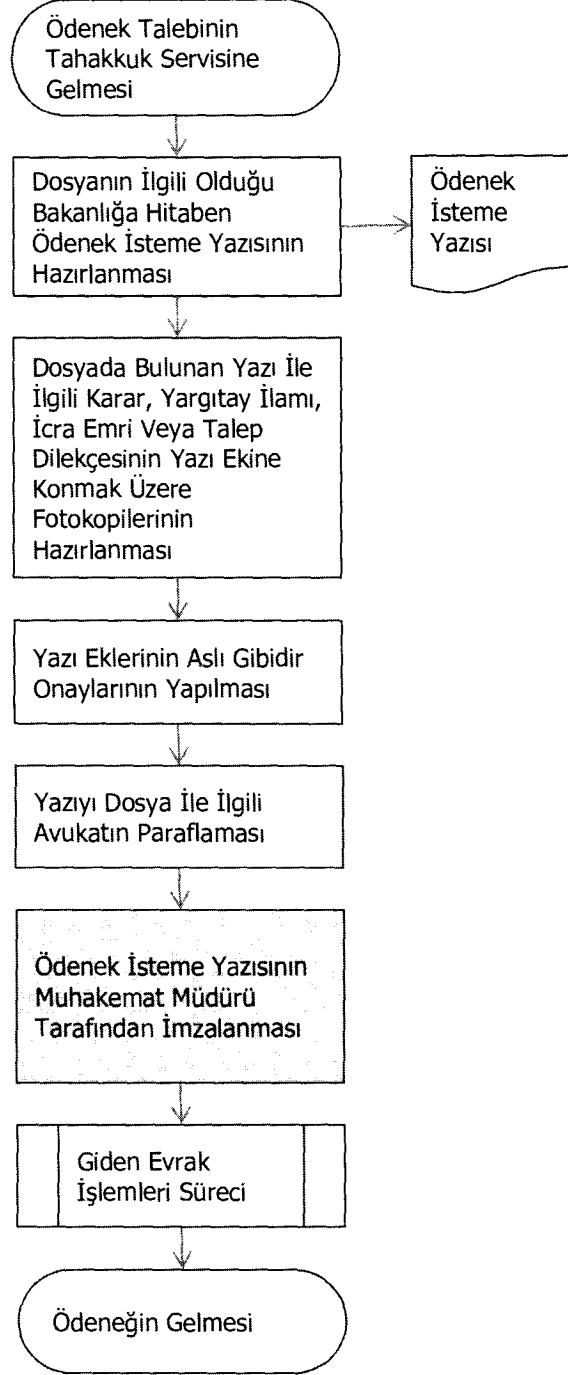 Ödenek Talebinin
Tahakkuk Servisine
Gelmesi
Dosyanın İlgili Olduğu
Bakanlığa Hitaben
Ödenek İsteme Yazısının
Hazırlanması
Ödenek
İsteme
Yazısı
Dosyada Bulunan Yazı İle
İlgili Karar, Yargıtay İlamı,
İcra Emri Veya Talep
Dilekçesinin Yazı Ekine
Konmak Üzere
Fotokopilerinin
Hazırlanması
Yazı Eklerinin Aslı Gibidir
Onaylarının Yapılması
Yazıyı Dosya İle İlgili
Avukatın Paraflaması
Ödenek İsteme Yazısının
Muhakemat Müdürü
Tarafından İmzalanması
Giden Evrak
İşlemleri Süreci
Ödeneğin Gelmesi